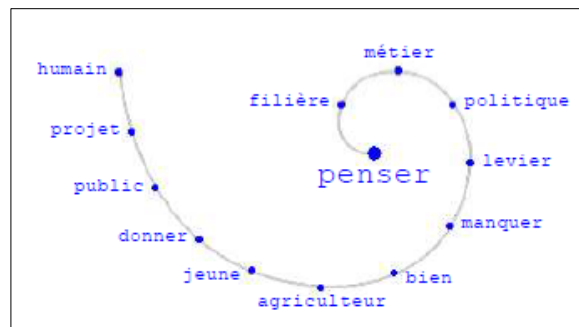 métier
humain
filière
politique
projet
levier
penser
public
manquer
donner
jeune
bien
agriculteur